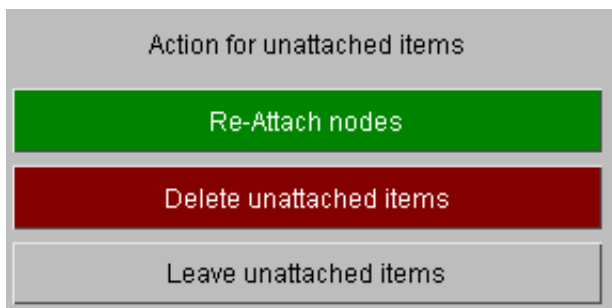 Action for unattached items
Re-Attach nodes
Delete unattached items
Leave unattached items